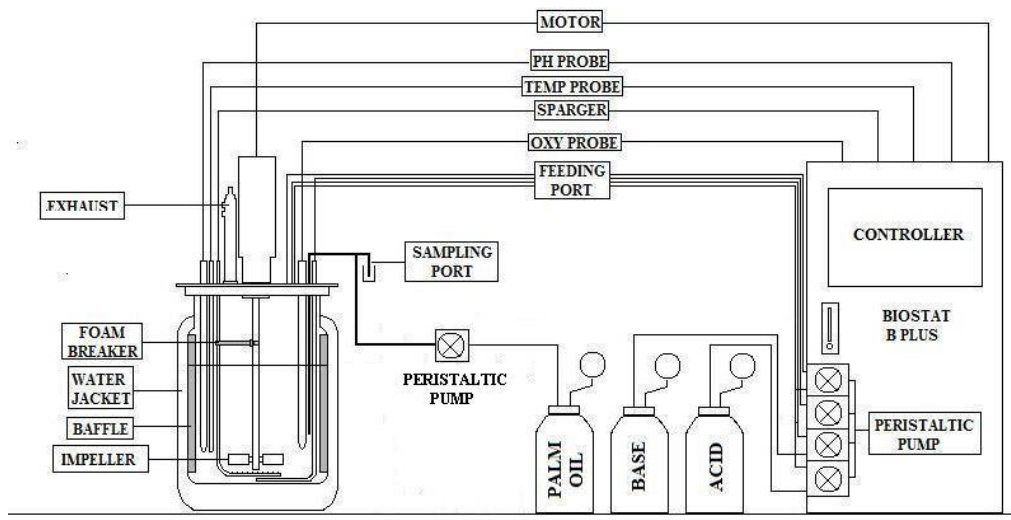 MOTOR
PH PROBE
TEMP PROBE
SPARGER
OXY PROBE
FEEDING
PORT
.EXHAUST
SAMPLING
PORT
CONTROLLER
BIOSTAT
B PLUS
FOAM
BREAKER
WATER
JACKET
BAFFLE
IMPELLER
PERISTALTIC
PUMP
PALM
OIL
BASE
ACID
PERISTALTIC
PUMP